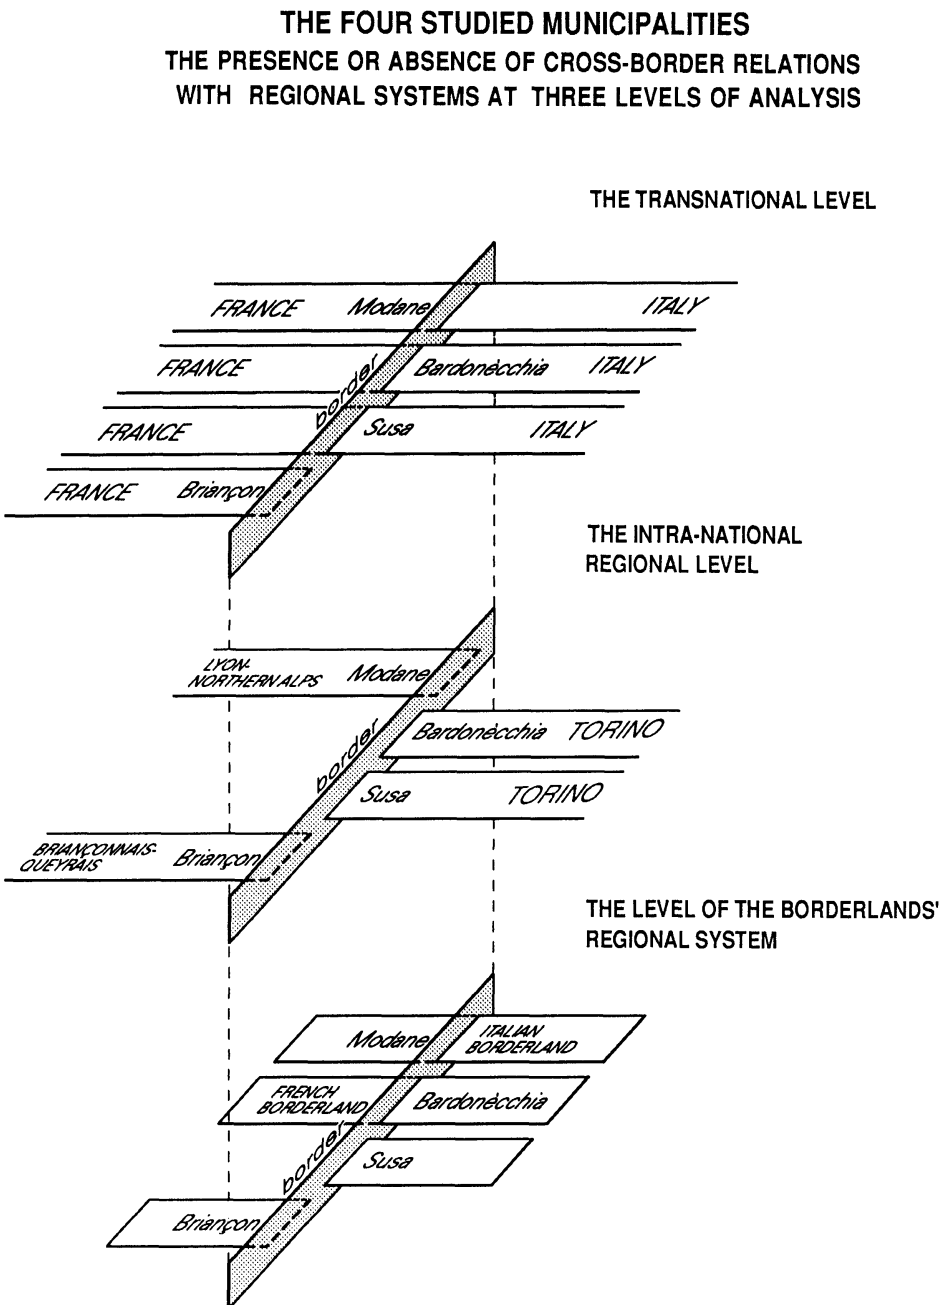 THE FOUR STUDIED MUNICIPALITIES
THE PRESENCE OR ABSENCE OF CROSS-BORDER RELATIONS
WITH REGIONAL SYSTEMS AT THREE LEVELS OF ANALYSIS
THE TRANSNATIONAL LEVEL
FRANCE Modane ITALY
FRANCE Bardonècchia ITALY
border
FRANCE Susa ITALY
FRANCE Briançon
THE INTRA-NATIONAL
REGIONAL LEVEL
LYON-
NORTHERN ALPS Modane
Bardonècchia TORINO
border
Susa TORINO
BRIANÇONNAIS-
QUEYRAIS Briançon
THE LEVEL OF THE BORDERLANDS'
REGIONAL SYSTEM
Modane
ITALIAN
BORDERLAND
FRENCH
BORDERLAND
Bardonècchia
border
Susa
Briançon